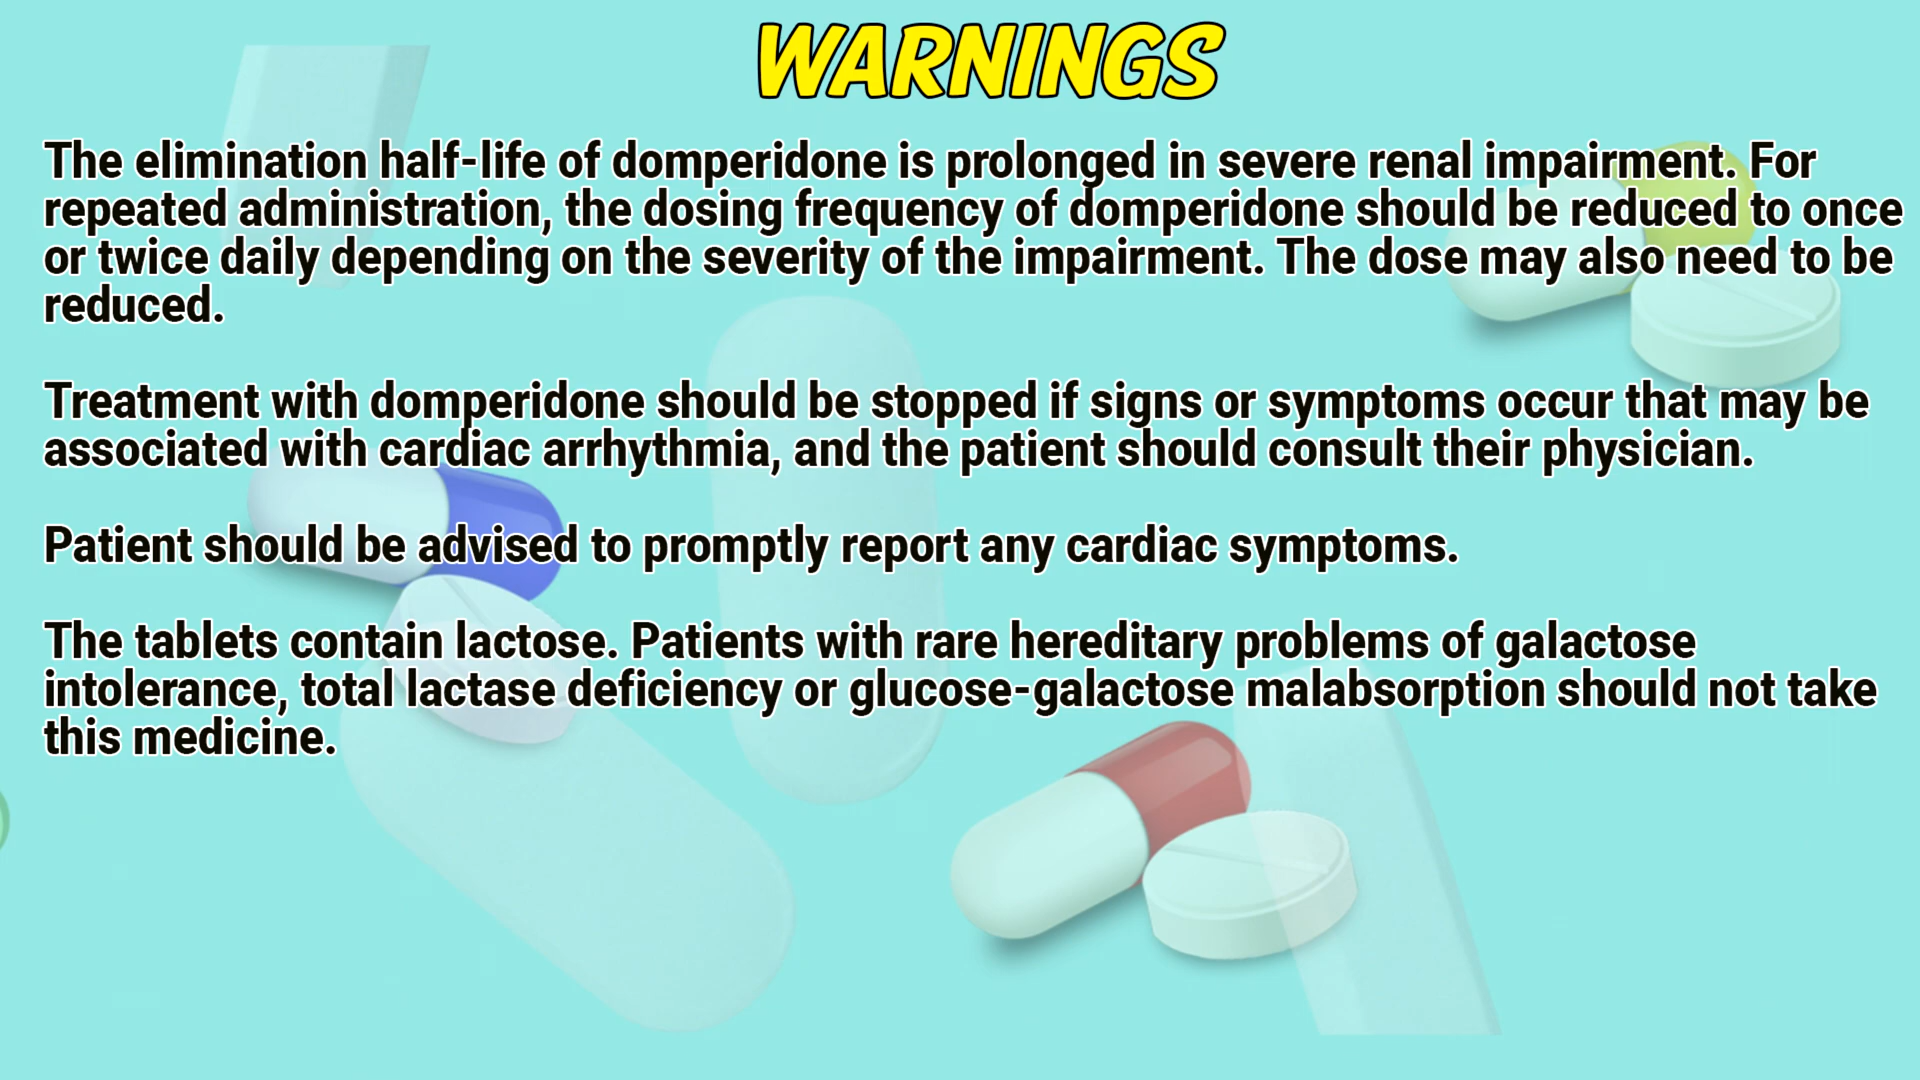 WARNINGS
The elimination half-life of domperidone is prolonged in severe renal impairment. For
repeated administration, the dosing frequency of domperidone should be reduced to once
or twice daily depending on the severity of the impairment. The dose may also need to be
reduced.
Treatment with domperidone should be stopped if signs or symptoms occur that may be
associated with cardiac arrhythmia, and the patient should consult their physician.
Patient should be advised to promptly report any cardiac symptoms.
The tablets contain lactose. Patients with rare hereditary problems of galactose
intolerance, total lactase deficiency or glucose-galactose malabsorption should not take
this medicine.